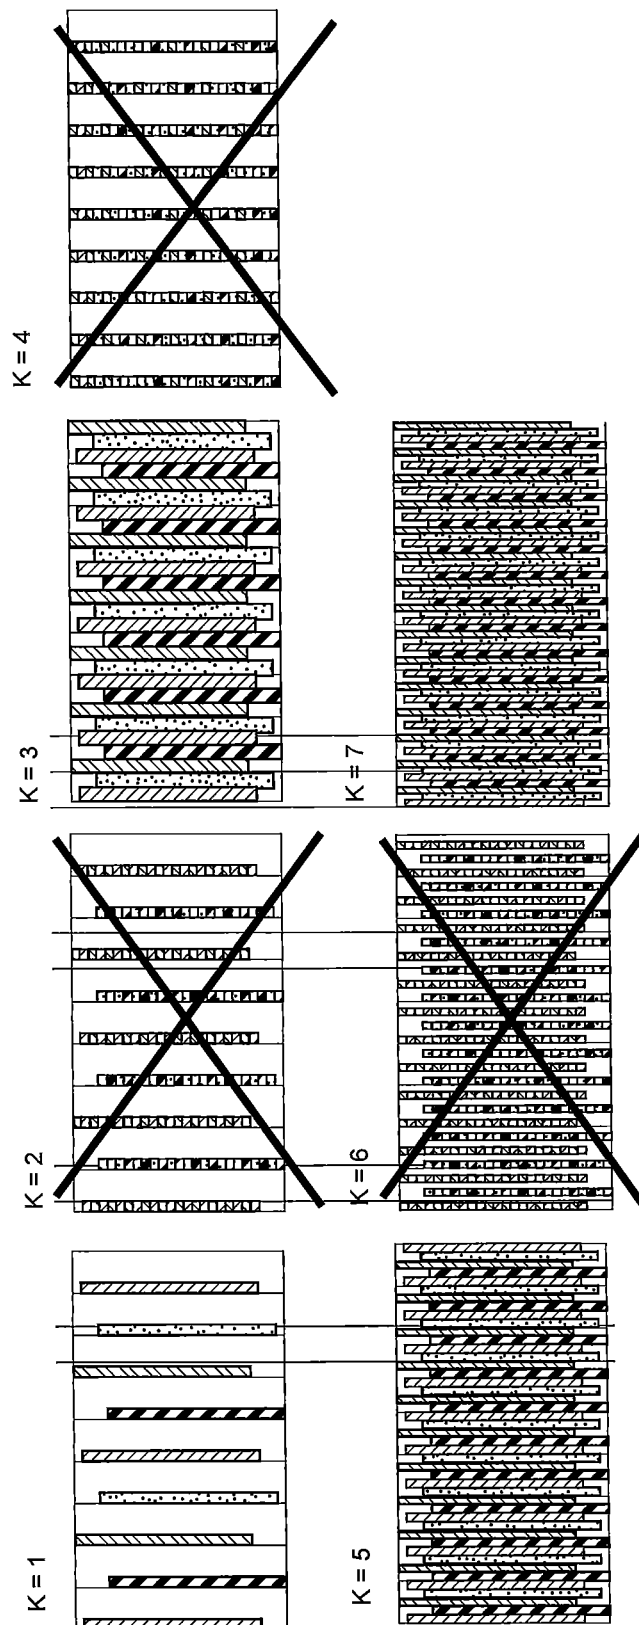 K = 1
K = 2
K = 3
K = 4
K = 5
K = 6
K = 7